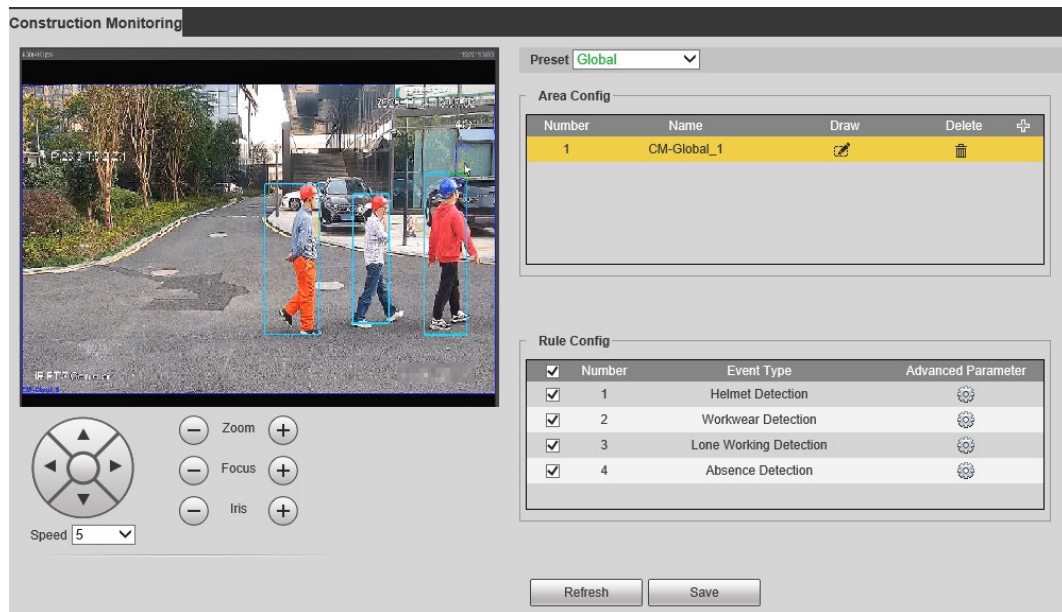 Construction Monitoring
Preset Global
Area Config
Number Name Draw Delete
1 CM-Global_1
Rule Config
Number Event Type Advanced Parameter
1 Helmet Detection
2 Workwear Detection
3 Lone Working Detection
4 Absence Detection
Zoom
Focus
Iris
Speed 5
Refresh Save